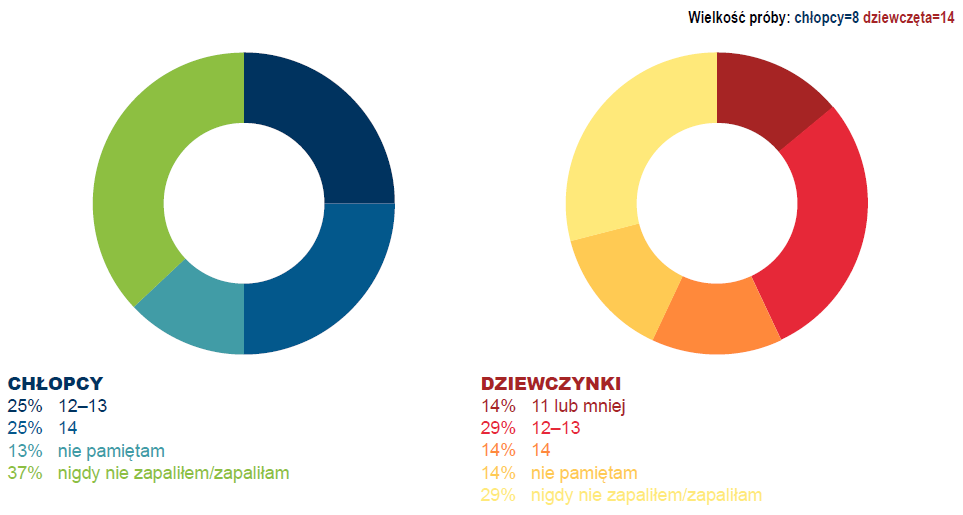 Wielkość próby: chłopcy=8 dziewczęta=14
CHŁOPCY
25% 12–13
25% 14
13% nie pamiętam
37% nigdy nie zapaliłem/zapaliłam
DZIEWCZYNKI
14% 11 lub mniej
29% 12–13
14% 14
14% nie pamiętam
29% nigdy nie zapaliłem/zapaliłam